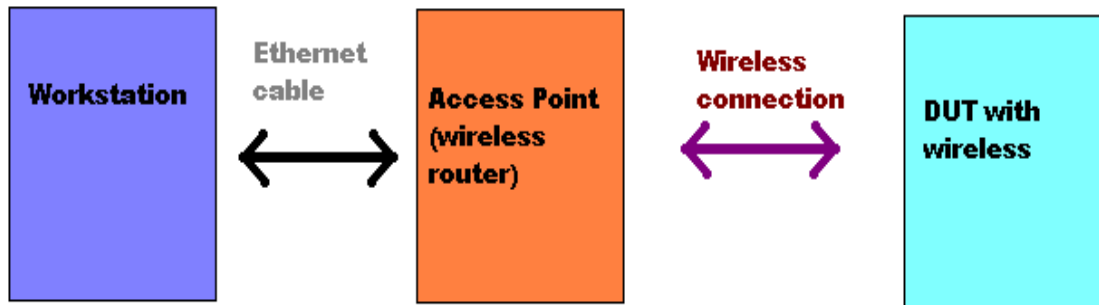 Workstation
Ethernet
cable
Access Point
(wireless
router)
Wireless
connection
DUT with
wireless